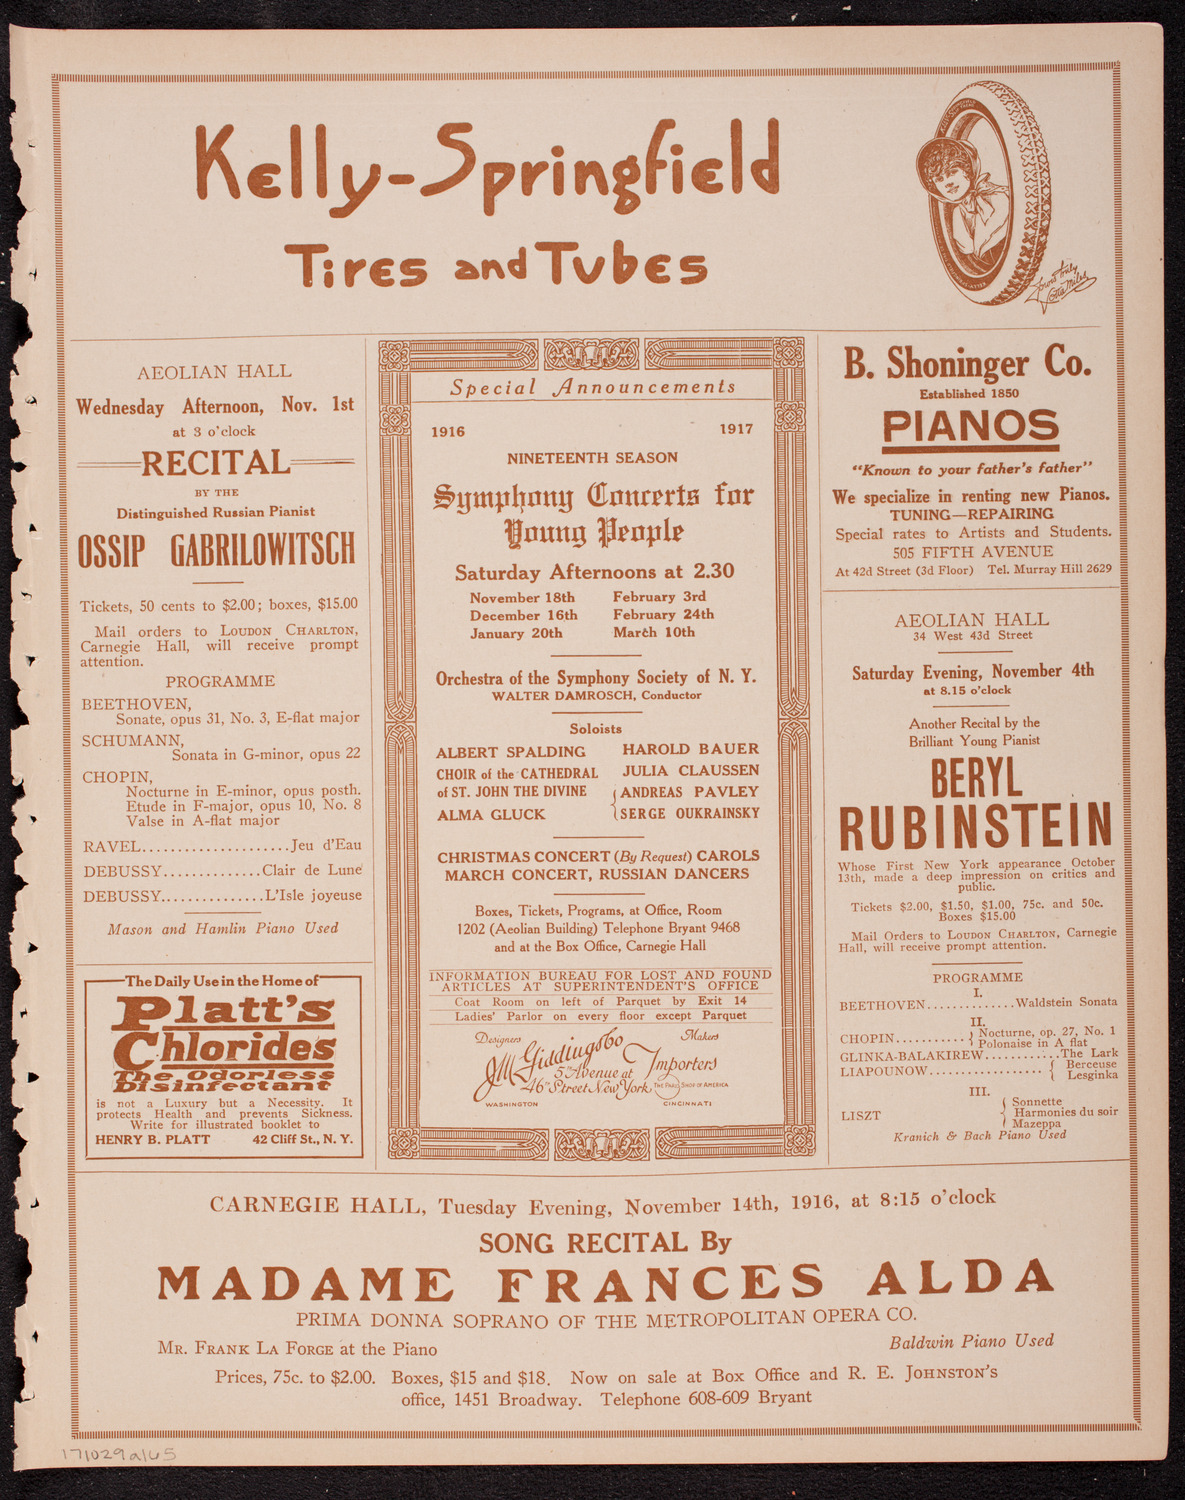 Kelly-Springfield
Tires and Tubes
Yours truly
Lotta Miles
AEOLIAN HALL
Wednesday Afternoon, Nov. 1st
at 3 o'clock
RECITAL
BY THE
Distinguished Russian Pianist
OSSIP GABRILOWITSCH
Tickets, 50 cents to $2.00; boxes, $15.00
Mail orders to LOUDON CHARLTON,
Carnegie Hall, will receive prompt
attention.
PROGRAMME
BEETHOVEN,
Sonate, opus 31, No. 3, E-flat major
SCHUMANN,
Sonata in G-minor, opus 22
CHOPIN,
Nocturne in E-minor, opus posth.
Etude in F-major, opus 10, No. 8
Valse in A-flat major
RAVEL.....................Jeu d'Eau
DEBUSSY..............Clair de Lune
DEBUSSY...............L'Isle joyeuse
Mason and Hamlin Piano Used
The Daily Use in the Home of
Platt's
Chlorides
The Odorless
Disinfectant
is not a Luxury but a Necessity. It
protects Health and prevents Sickness.
Write for illustrated booklet to
HENRY B. PLATT 42 Cliff St., N. Y.
Special Announcements
1916 1917
NINETEENTH SEASON
Symphony Concerts for
Young People
Saturday Afternoons at 2.30
November 18th February 3rd
December 16th February 24th
January 20th March 10th
Orchestra of the Symphony Society of N. Y.
WALTER DAMROSCH, Conductor
Soloists
ALBERT SPALDING HAROLD BAUER
CHOIR of the CATHEDRAL JULIA CLAUSSEN
of ST. JOHN THE DIVINE ANDREAS PAVLEY
ALMA GLUCK SERGE OUKRAINSKY
CHRISTMAS CONCERT (By Request) CAROLS
MARCH CONCERT, RUSSIAN DANCERS
Boxes, Tickets, Programs, at Office, Room
1202 (Aeolian Building) Telephone Bryant 9468
and at the Box Office, Carnegie Hall
INFORMATION BUREAU FOR LOST AND FOUND
ARTICLES AT SUPERINTENDENT'S OFFICE
Coat Room on left of Parquet by Exit 14
Ladies' Parlor on every floor except Parquet
Designers Makers
J.M. Giddings & Co Importers
5th Avenue at
46th Street New York THE PARIS SHOP OF AMERICA
WASHINGTON CINCINNATI
B. Shoninger Co.
Established 1850
PIANOS
"Known to your father's father"
We specialize in renting new Pianos.
TUNING—REPAIRING
Special rates to Artists and Students.
505 FIFTH AVENUE
At 42d Street (3d Floor) Tel. Murray Hill 2629
AEOLIAN HALL
34 West 43d Street
Saturday Evening, November 4th
at 8.15 o'clock
Another Recital by the
Brilliant Young Pianist
BERYL
RUBINSTEIN
Whose First New York appearance October
13th, made a deep impression on critics and
public.
Tickets $2.00, $1.50, $1.00, 75c. and 50c.
Boxes $15.00
Mail Orders to LOUDON CHARLTON, Carnegie
Hall, will receive prompt attention.
PROGRAMME
I.
BEETHOVEN..............Waldstein Sonata
II.
CHOPIN........... Nocturne, op. 27, No. 1
Polonaise in A flat
GLINKA-BALAKIREW...........The Lark
LIAPOUNOW................. Berceuse
Lesginka
III.
Sonnette
LISZT Harmonies du soir
Mazeppa
Kranich & Bach Piano Used
CARNEGIE HALL, Tuesday Evening, November 14th, 1916, at 8:15 o'clock
SONG RECITAL By
MADAME FRANCES ALDA
PRIMA DONNA SOPRANO OF THE METROPOLITAN OPERA CO.
MR. FRANK LA FORGE at the Piano Baldwin Piano Used
Prices, 75c. to $2.00. Boxes, $15 and $18. Now on sale at Box Office and R. E. JOHNSTON'S
office, 1451 Broadway. Telephone 608-609 Bryant
171029a65